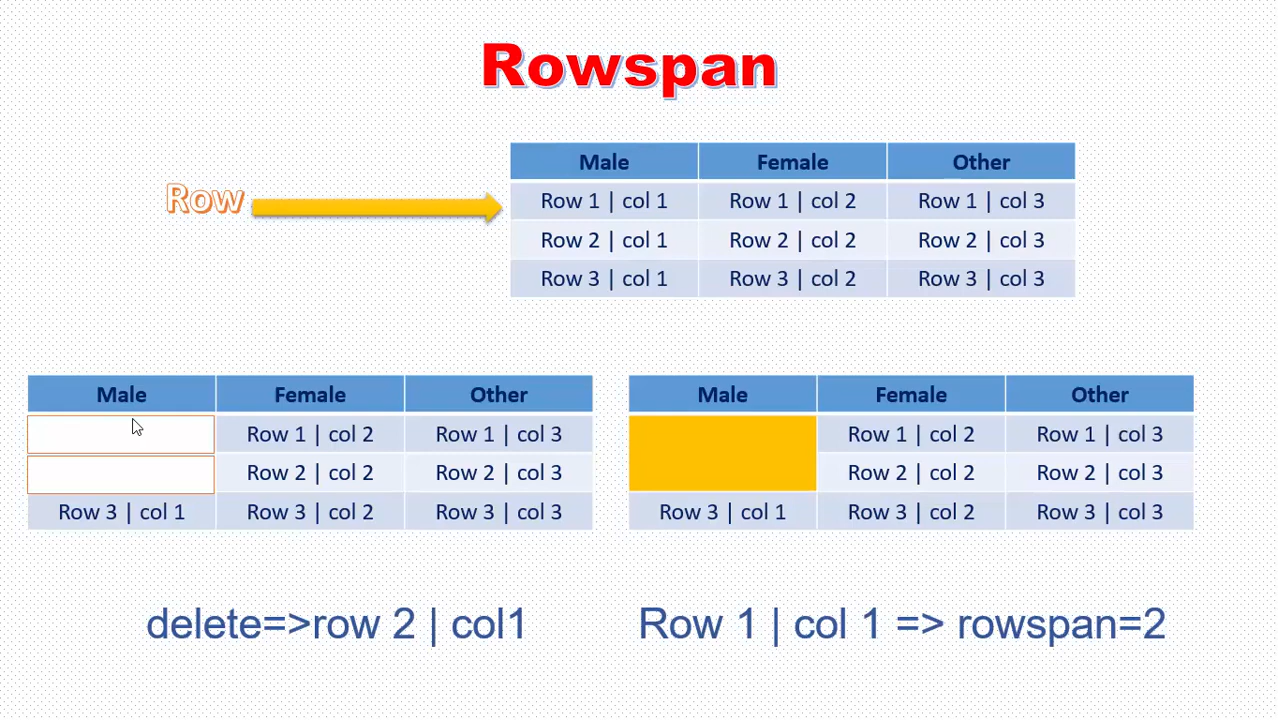 Rowspan
Row
Male Female Other
Row 1 | col 1 Row 1 | col 2 Row 1 | col 3
Row 2 | col 1 Row 2 | col 2 Row 2 | col 3
Row 3 | col 1 Row 3 | col 2 Row 3 | col 3
Male Female Other
Row 1 | col 2 Row 1 | col 3
Row 2 | col 2 Row 2 | col 3
Row 3 | col 1 Row 3 | col 2 Row 3 | col 3
Male Female Other
Row 1 | col 2 Row 1 | col 3
Row 2 | col 2 Row 2 | col 3
Row 3 | col 1 Row 3 | col 2 Row 3 | col 3
delete=>row 2 | col1
Row 1 | col 1 => rowspan=2